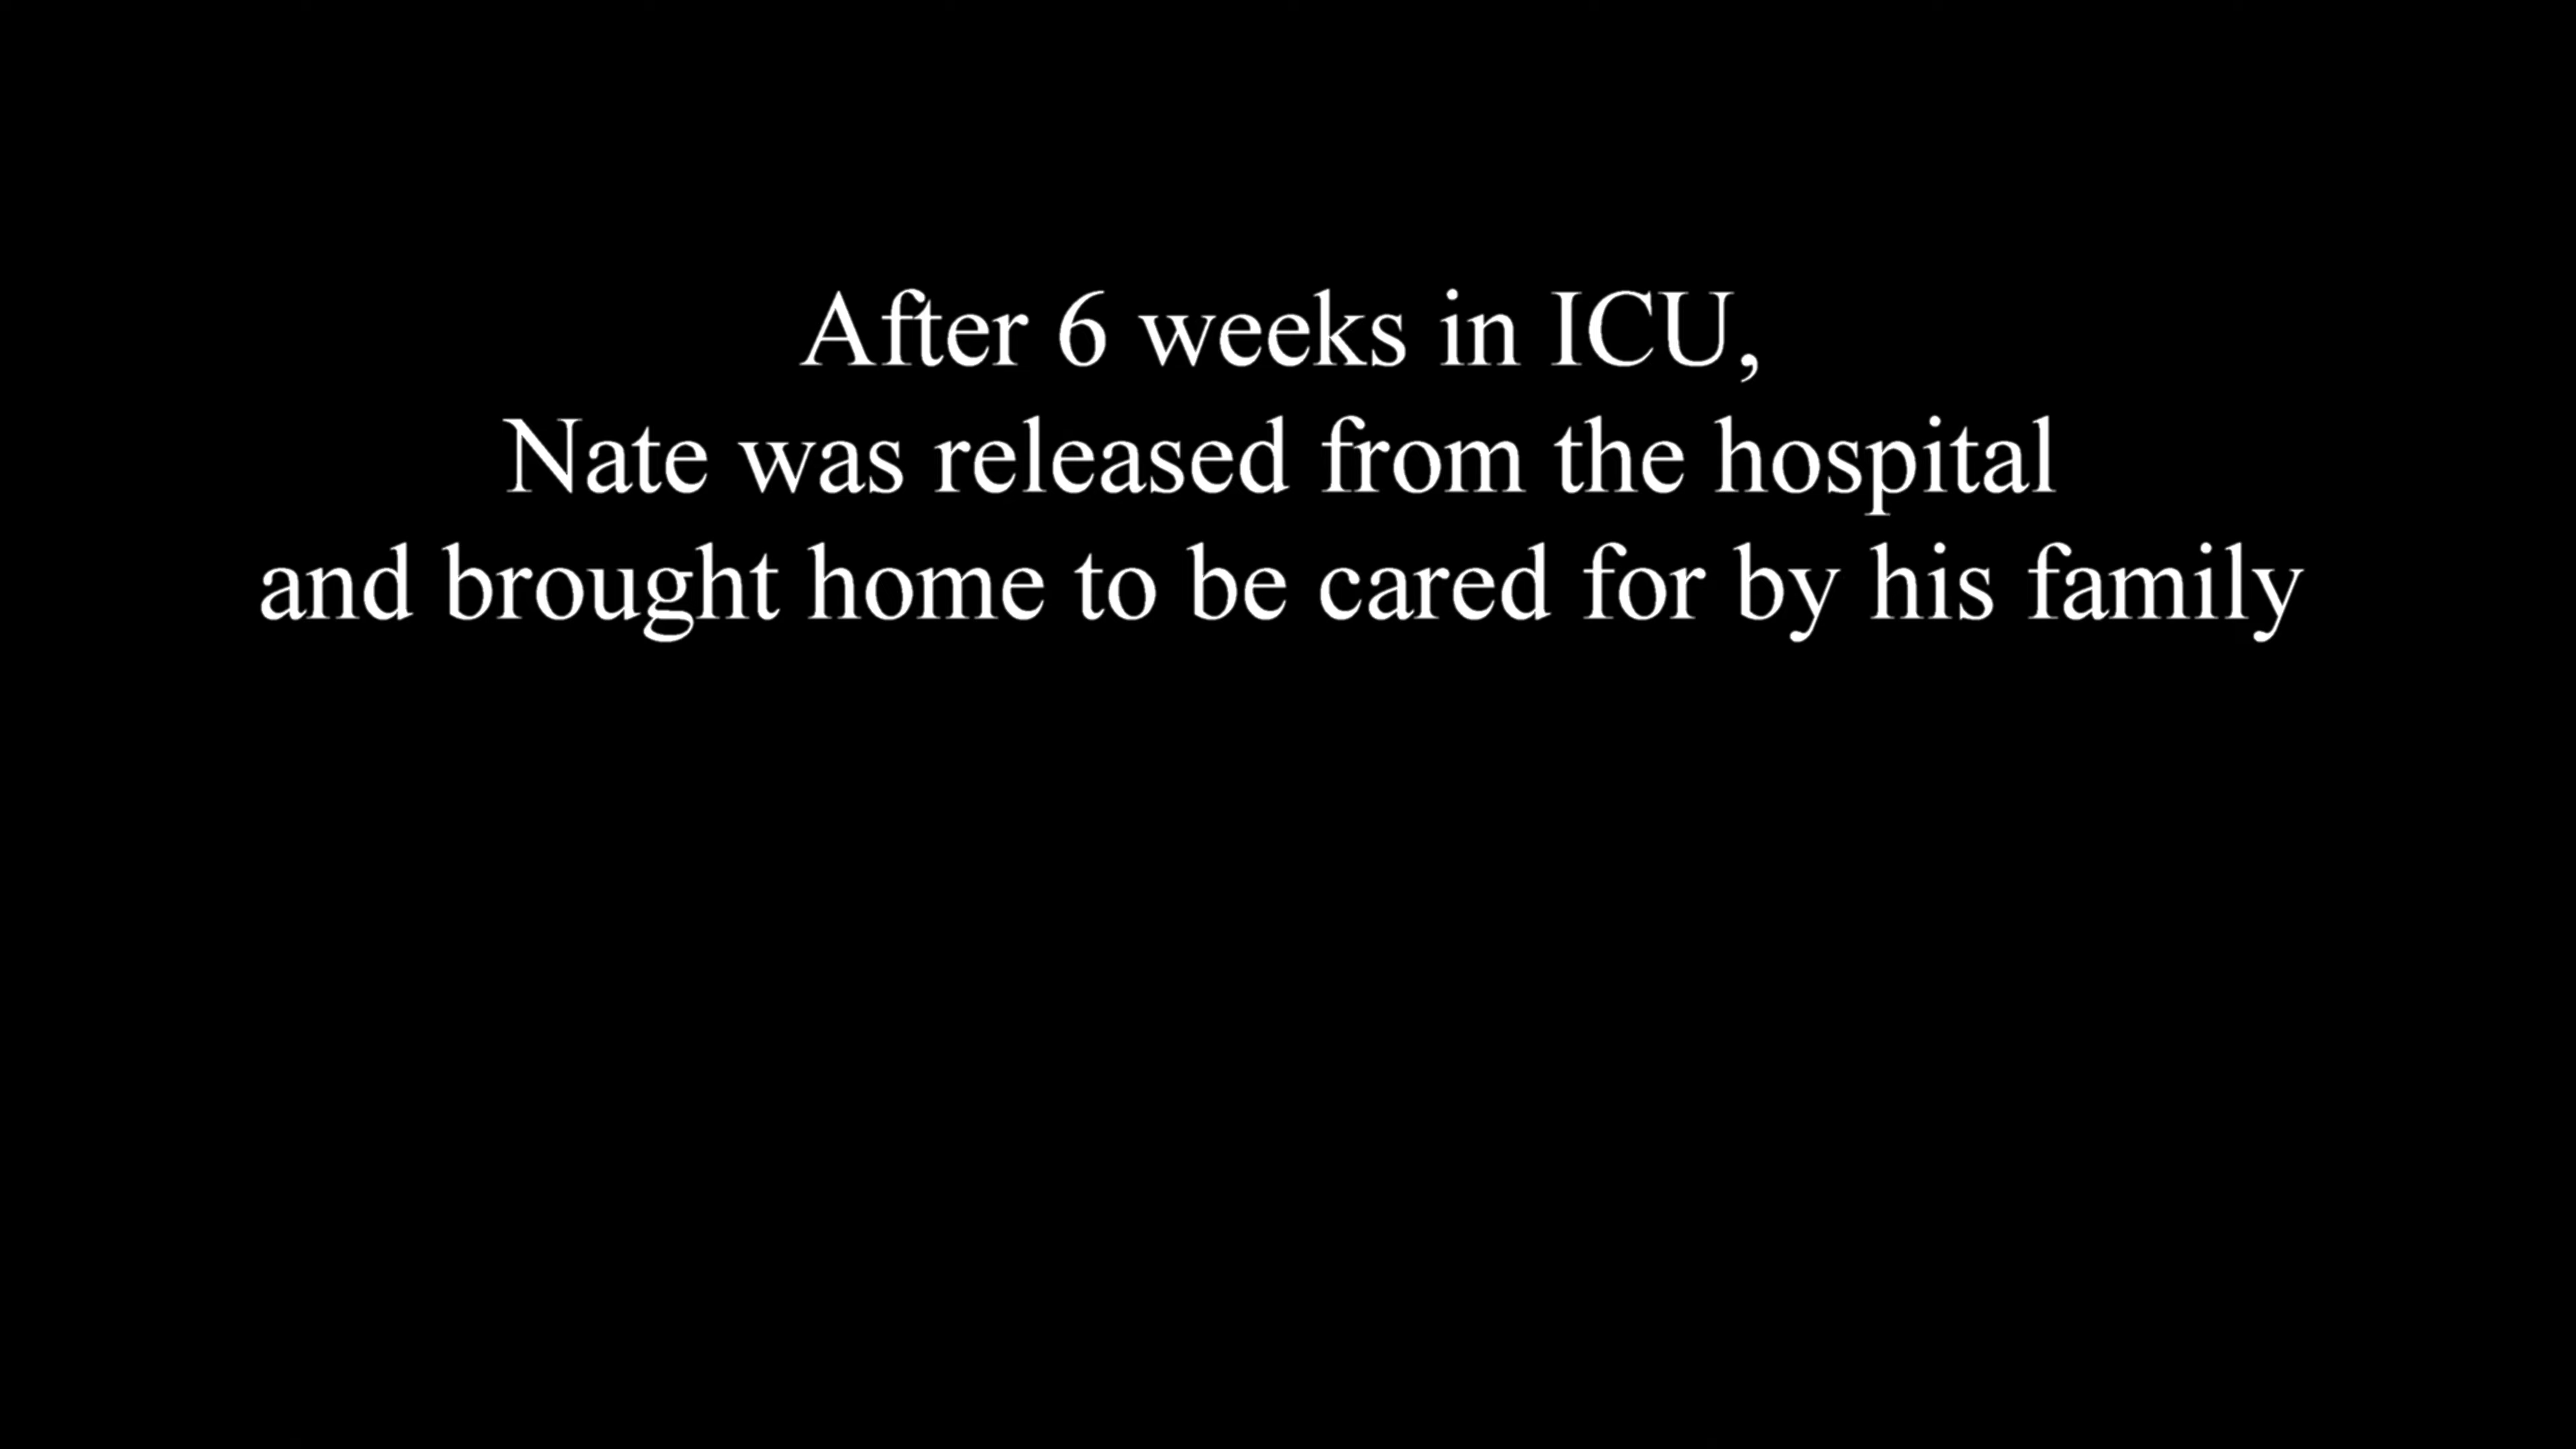 After 6 weeks in ICU,
Nate was released from the hospital
and brought home to be cared for by his family